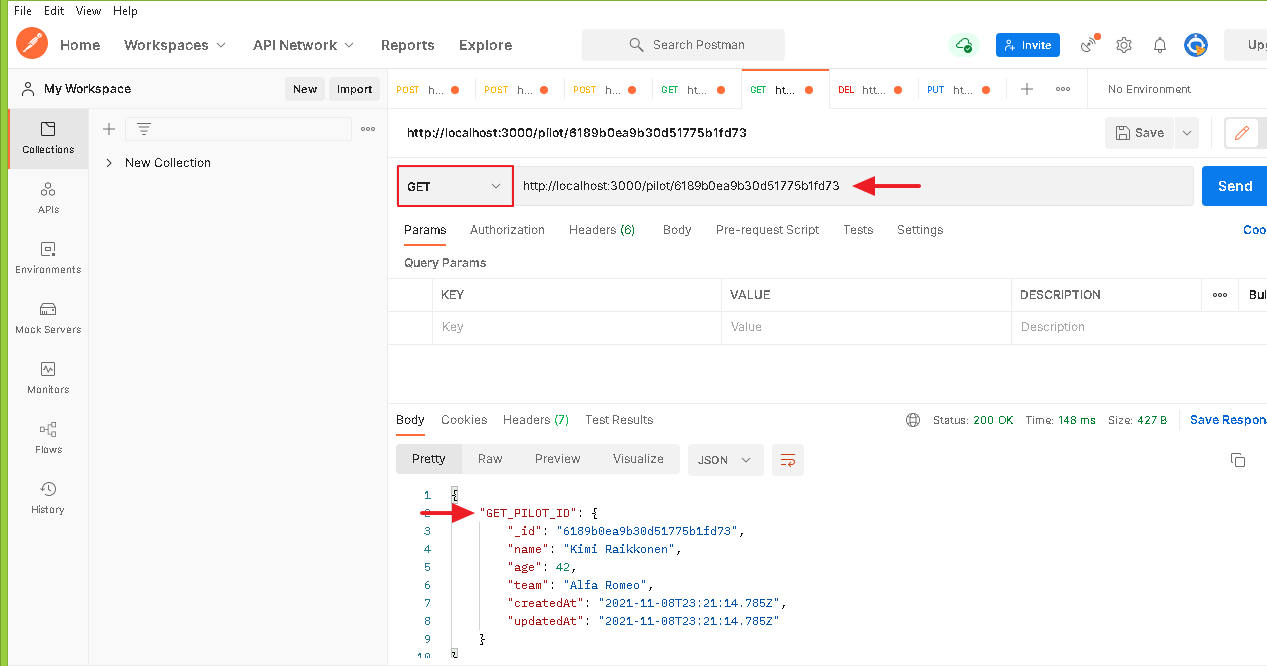 File Edit View Help
Home Workspaces API Network Reports Explore Search Postman Invite
My Workspace New Import POST h... POST h... POST h... GET ht... GET ht... DEL htt... PUT htt... No Environment
Collections
New Collection
http://localhost:3000/pilot/6189b0ea9b30d51775b1fd73 Save
GET http://localhost:3000/pilot/6189b0ea9b30d51775b1fd73 Send
APIs
Params Authorization Headers (6) Body Pre-request Script Tests Settings Coo
Environments
Query Params
KEY VALUE DESCRIPTION Bul
Key Value Description
Mock Servers
Monitors
Flows
History
Body Cookies Headers (7) Test Results Status: 200 OK Time: 148 ms Size: 427 B Save Respon
Pretty Raw Preview Visualize JSON
1 {
2 "GET_PILOT_ID": {
3 "_id": "6189b0ea9b30d51775b1fd73",
4 "name": "Kimi Raikkonen",
5 "age": 42,
6 "team": "Alfa Romeo",
7 "createdAt": "2021-11-08T23:21:14.785Z",
8 "updatedAt": "2021-11-08T23:21:14.785Z"
9 }
10 }